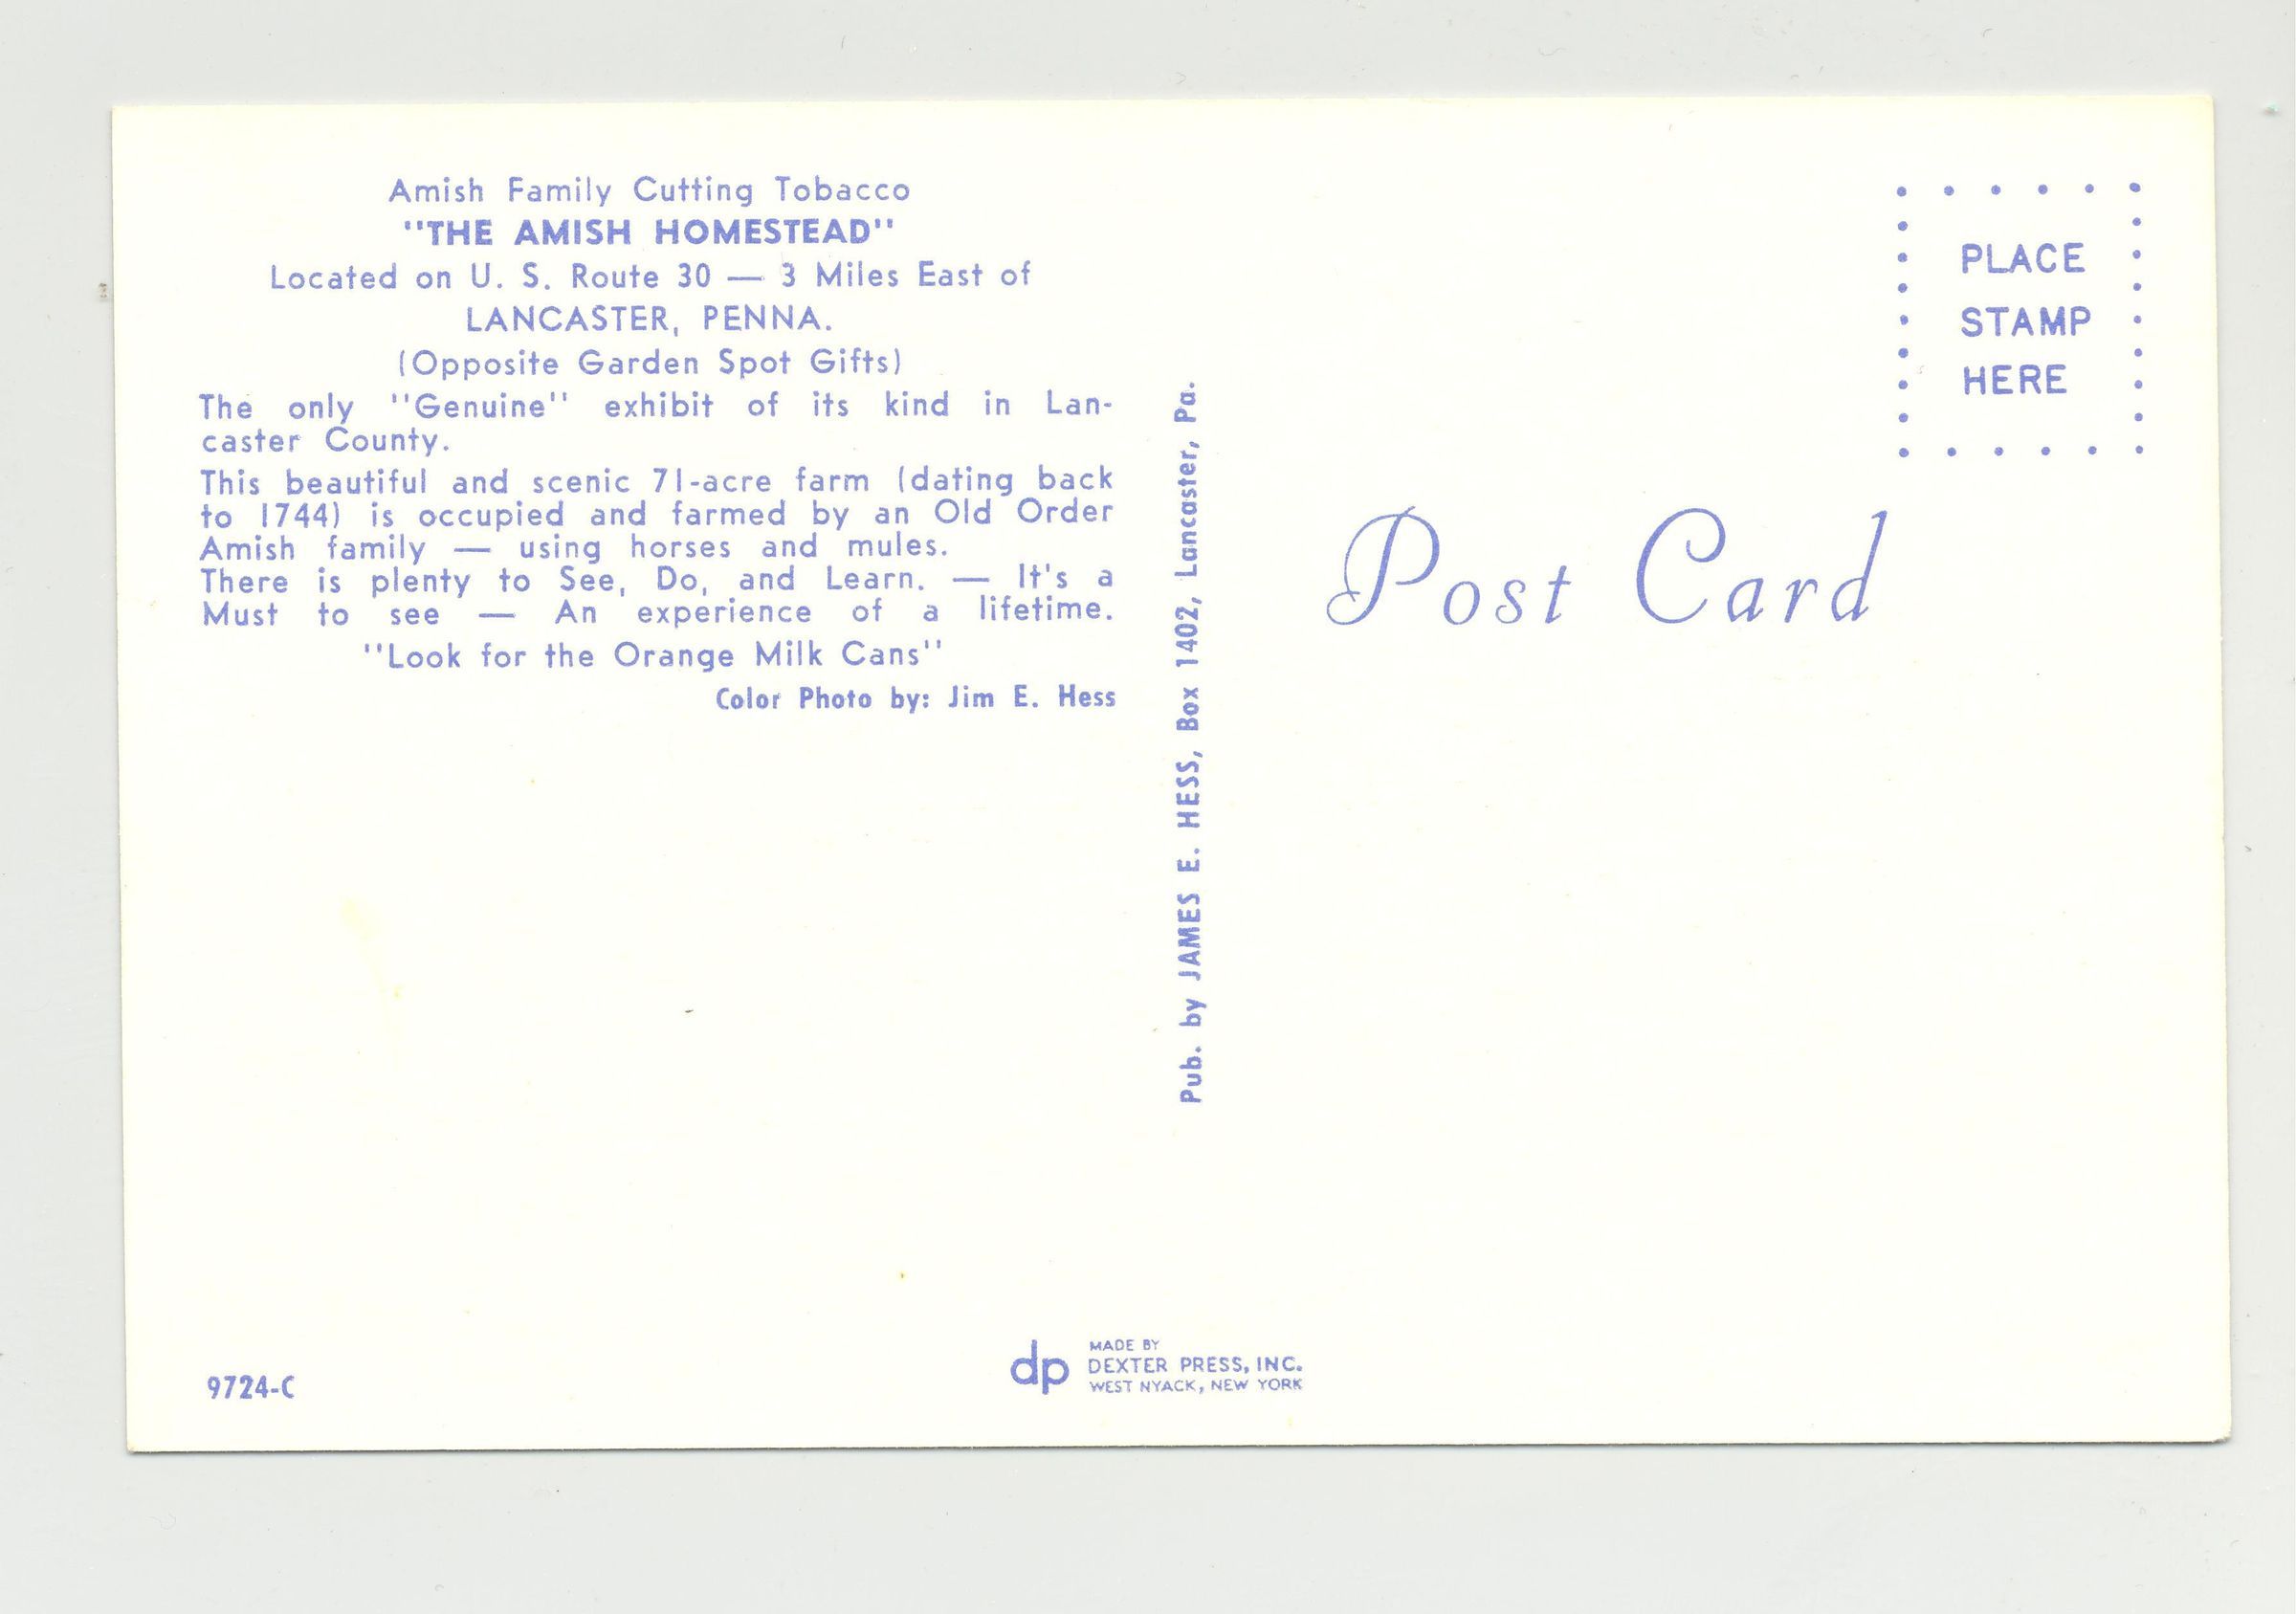 Amish Family Cutting Tobacco
"THE AMISH HOMESTEAD"
Located on U. S. Route 30 — 3 Miles East of
LANCASTER, PENNA.
(Opposite Garden Spot Gifts)
The only "Genuine" exhibit of its kind in Lan-
caster County.
This beautiful and scenic 71-acre farm (dating back
to 1744) is occupied and farmed by an Old Order
Amish family — using horses and mules.
There is plenty to See, Do, and Learn. — It's a
Must to see — An experience of a lifetime.
"Look for the Orange Milk Cans"
Color Photo by: Jim E. Hess
9724-C
Pub. by JAMES E. HESS, Box 1402, Lancaster, Pa.
dp
MADE BY
DEXTER PRESS, INC.
WEST NYACK, NEW YORK
PLACE
STAMP
HERE
Post Card